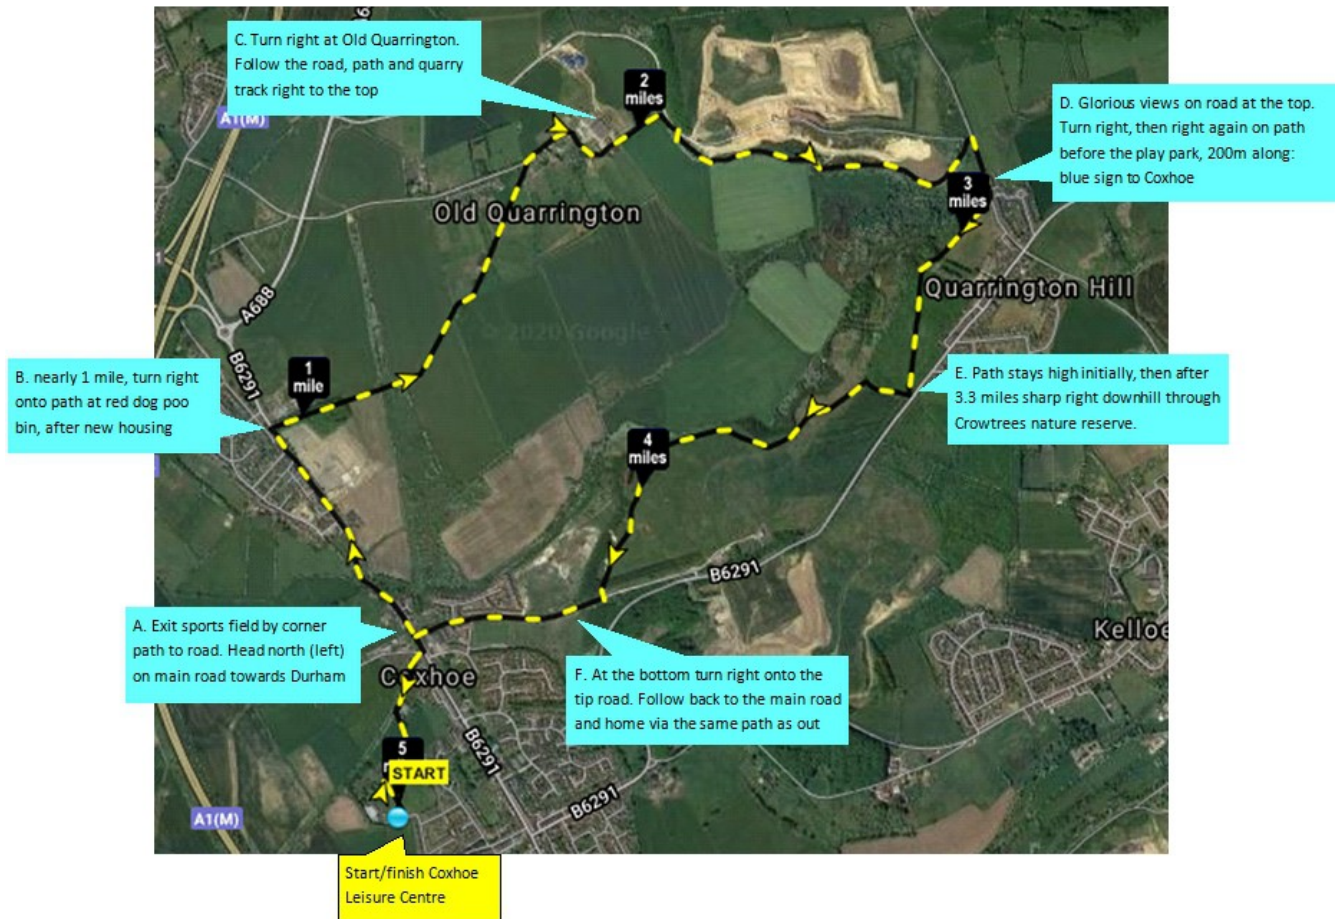 C. Turn right at Old Quarrington.
Follow the road, path and quarry
track right to the top
2
miles
A1(M)
D. Glorious views on road at the top.
Turn right, then right again on path
before the play park, 200m along:
blue sign to Coxhoe
3
miles
Old Quarrington
Quarrington Hill
A688
© 2020 Google
B6291
1
mile
B. nearly 1 mile, turn right
onto path at red dog poo
bin, after new housing
E. Path stays high initially, then after
3.3 miles sharp right downhill through
Crowtrees nature reserve.
4
miles
B6291
A. Exit sports field by corner
path to road. Head north (left)
on main road towards Durham
Kelloe
Coxhoe
F. At the bottom turn right onto the
tip road. Follow back to the main road
and home via the same path as out
5
START
B6291
B6291
A1(M)
Start/finish Coxhoe
Leisure Centre